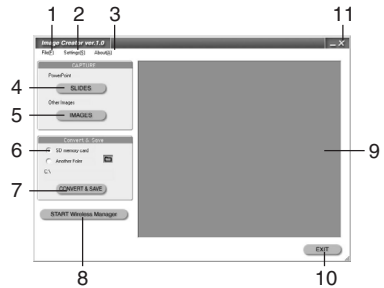 1 2 3 11
Image Creator ver.1.0
File(F) Settings(S) About(A)
CAPTURE
PowerPoint
4 SLIDES
Other Images
5 IMAGES
Convert & Save
6 SD memory card
Another Folder
C:\
7 CONVERT & SAVE
9
START Wireless Manager
EXIT
8 10